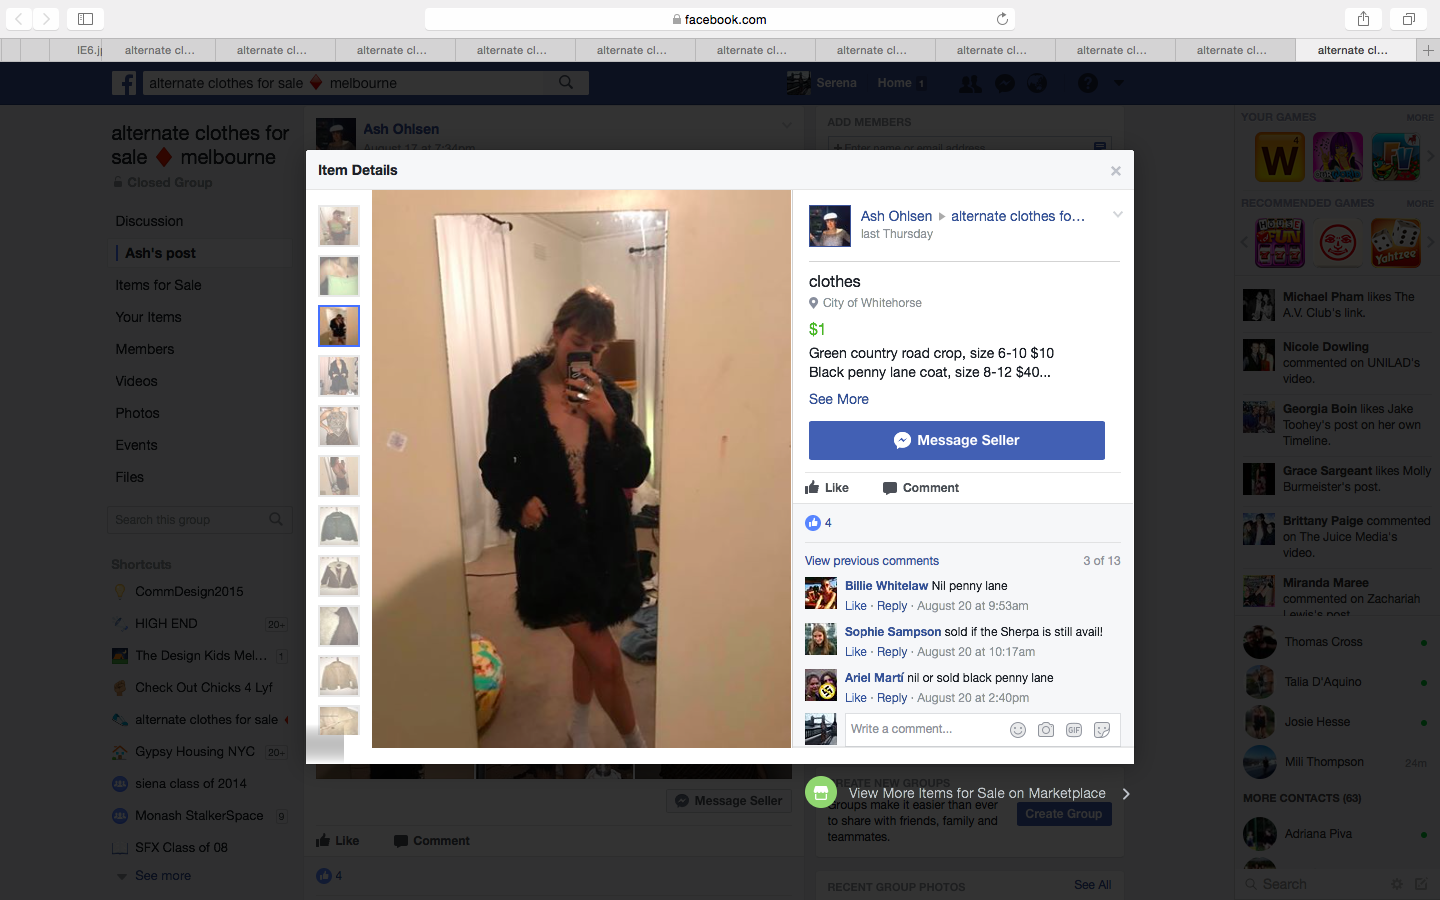 facebook.com
IE6.j
alternate cl...
alternate cl...
alternate cl...
alternate cl...
alternate cl...
alternate cl...
alternate cl...
alternate cl...
alternate cl...
alternate cl...
alternate cl...
alternate clothes for sale ♦ melbourne
Serena
Home 1
alternate clothes for
sale ♦ melbourne
Closed Group
Discussion
Ash's post
Items for Sale
Your Items
Members
Videos
Photos
Events
Files
Search this group
Shortcuts
CommDesign2015
HIGH END 20+
The Design Kids Mel... 1
Check Out Chicks 4 Lyf
alternate clothes for sale
Gypsy Housing NYC 20+
siena class of 2014
Monash StalkerSpace 9
SFX Class of 08
See more
Ash Ohlsen
August 17 at 7:34pm
Item Details
Ash Ohlsen ▸ alternate clothes fo...
last Thursday
clothes
City of Whitehorse
$1
Green country road crop, size 6-10 $10
Black penny lane coat, size 8-12 $40...
See More
Message Seller
Like Comment
4
View previous comments 3 of 13
Billie Whitelaw Nil penny lane
Like · Reply · August 20 at 9:53am
Sophie Sampson sold if the Sherpa is still avail!
Like · Reply · August 20 at 10:17am
Ariel Martí nil or sold black penny lane
Like · Reply · August 20 at 2:40pm
Write a comment...
GIF
View More Items for Sale on Marketplace
Message Seller
Like Comment
4
ADD MEMBERS
+ Enter name or email address...
CREATE NEW GROUPS
Groups make it easier than ever
to share with friends, family and
teammates.
Create Group
RECENT GROUP PHOTOS See All
YOUR GAMES MORE
W 4
FV
RECOMMENDED GAMES MORE
HOUSE OF FUN
Yahtzee
Michael Pham likes The
A.V. Club's link.
Nicole Dowling
commented on UNILAD's
video.
Georgia Boin likes Jake
Toohey's post on her own
Timeline.
Grace Sargeant likes Molly
Burmeister's post.
Brittany Paige commented
on The Juice Media's
video.
Miranda Maree
commented on Zachariah
Lewis's post
Thomas Cross
Talia D'Aquino
Josie Hesse
Mili Thompson 24m
MORE CONTACTS (63)
Adriana Piva
Search